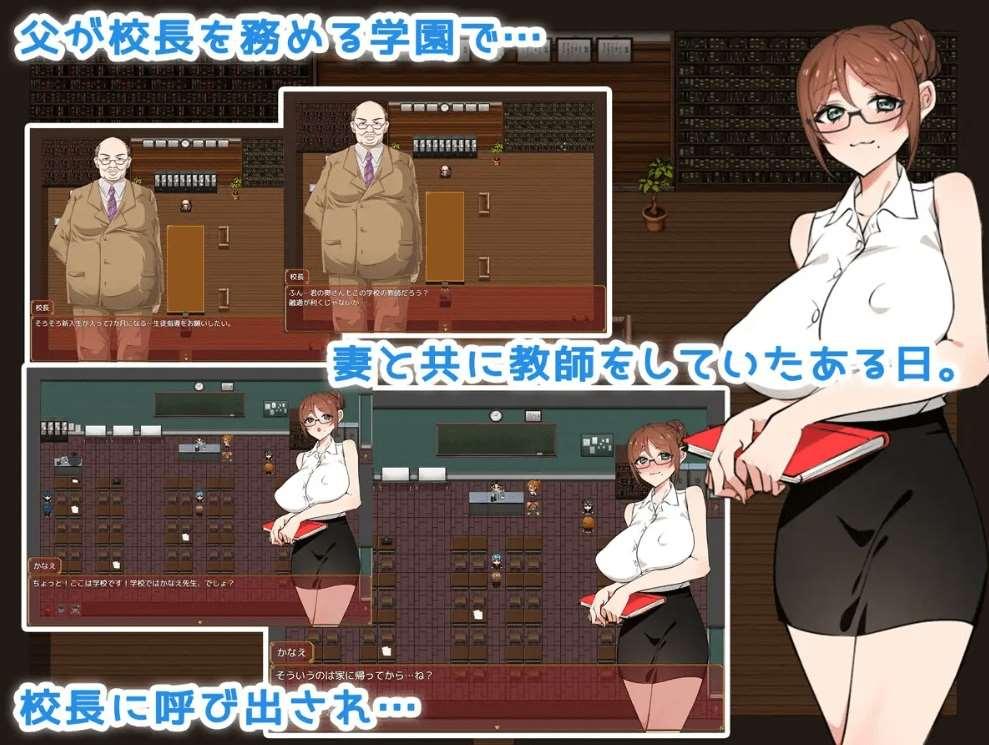 父が校長を務める学園で…
校長
そろそろ新入生が入って7か月になる…生徒指導をお願いしたい。
校長
ふん…君の奥さんもこの学校の教師だろう？
融通が利くじゃないか
妻と共に教師をしていたある日。
かなえ
ちょっと！ここは学校です！学校ではかなえ先生、でしょ？
かなえ
そういうのは家に帰ってから…ね？
校長に呼び出され…